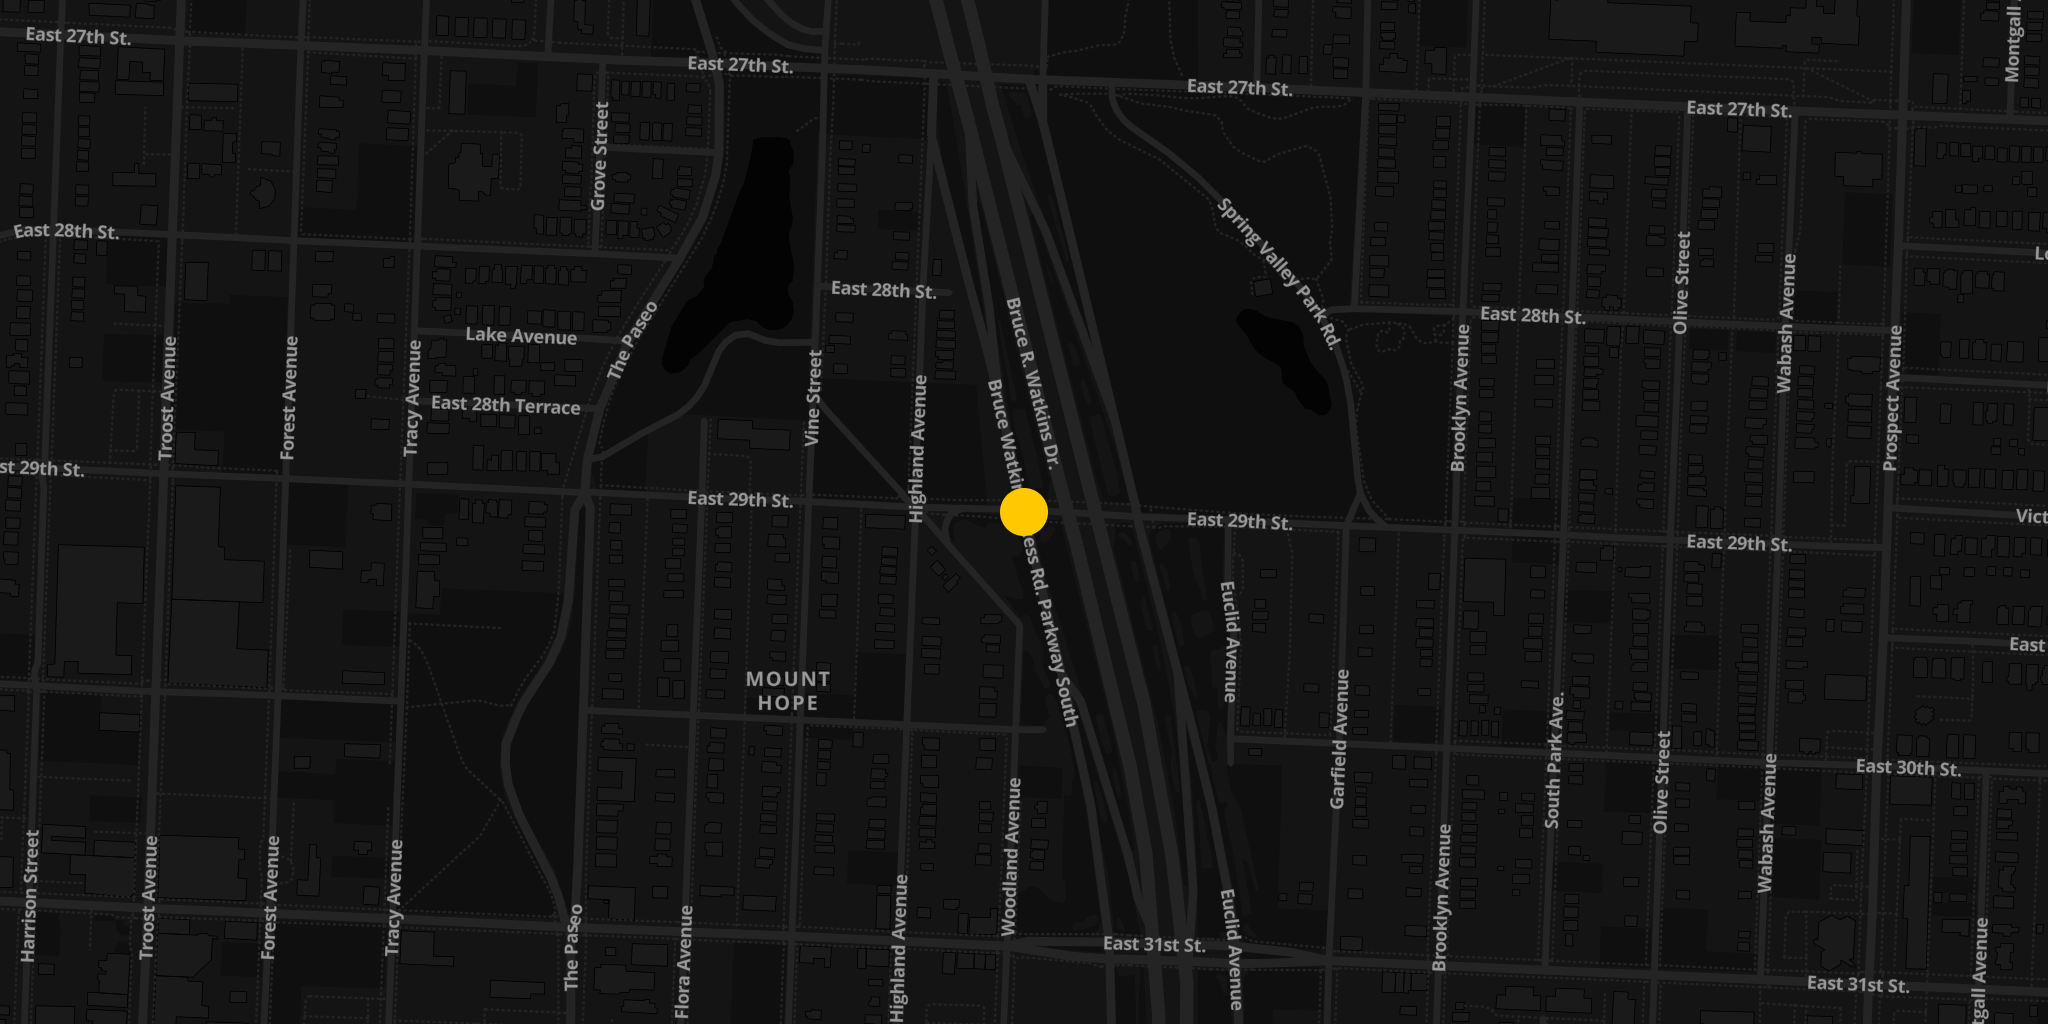 East 27th St.
East 27th St.
East 27th St.
East 27th St.
Montgall
Grove Street
East 28th St.
Spring Valley Park Rd.
Olive Street
Wabash Avenue
East 28th St.
East 28th St.
The Paseo
Lake Avenue
Bruce R. Watkins Dr.
Troost Avenue
Forest Avenue
Tracy Avenue
Vine Street
Highland Avenue
Brooklyn Avenue
Prospect Avenue
East 28th Terrace
Bruce Watkin
st 29th St.
East 29th St.
East 29th St.
East 29th St.
Vict
ess Rd. Parkway South
Euclid Avenue
East
MOUNT
HOPE
Garfield Avenue
South Park Ave.
Olive Street
Wabash Avenue
East 30th St.
Harrison Street
Troost Avenue
Forest Avenue
Tracy Avenue
The Paseo
Flora Avenue
Highland Avenue
Woodland Avenue
East 31st St.
Euclid Avenue
Brooklyn Avenue
East 31st St.
tgall Avenue